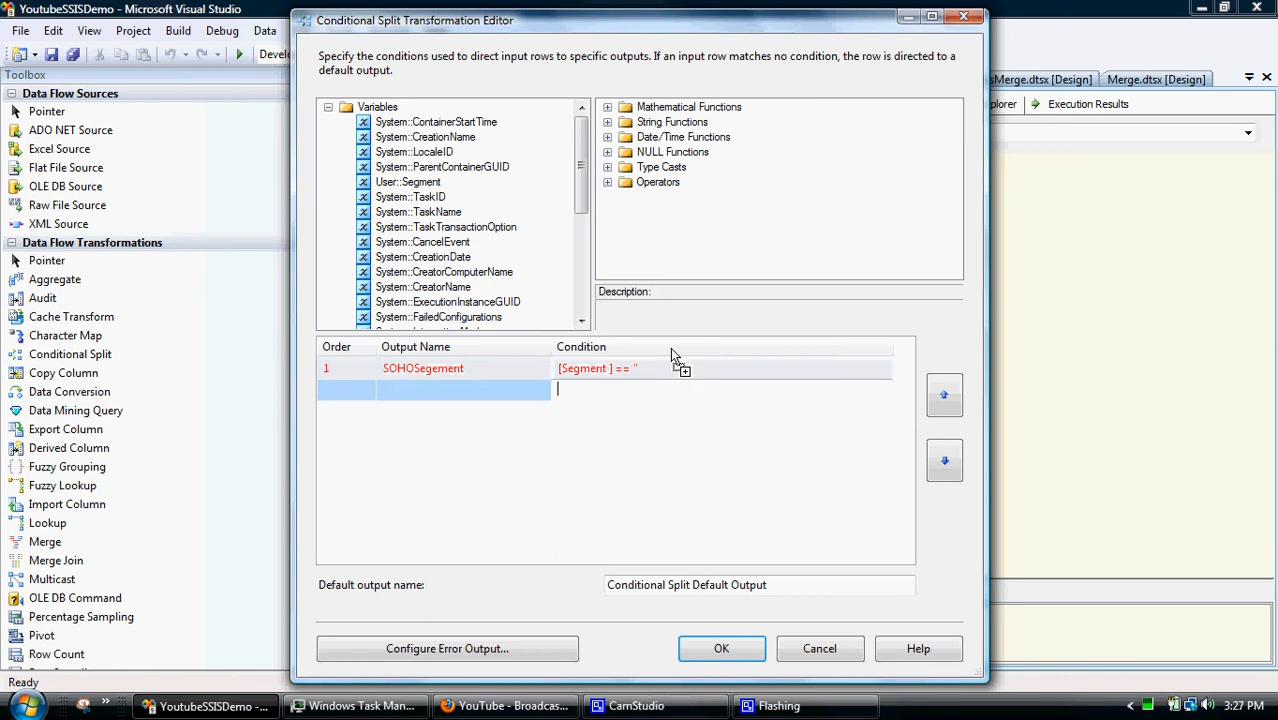 YoutubeSSISDemo - Microsoft Visual Studio
File Edit View Project Build Debug Data
Develo
Toolbox
Data Flow Sources
Pointer
ADO NET Source
Excel Source
Flat File Source
OLE DB Source
Raw File Source
XML Source
Data Flow Transformations
Pointer
Aggregate
Audit
Cache Transform
Character Map
Conditional Split
Copy Column
Data Conversion
Data Mining Query
Export Column
Derived Column
Fuzzy Grouping
Fuzzy Lookup
Import Column
Lookup
Merge
Merge Join
Multicast
OLE DB Command
Percentage Sampling
Pivot
Row Count
Ready
Conditional Split Transformation Editor
Specify the conditions used to direct input rows to specific outputs. If an input row matches no condition, the row is directed to a
default output.
Variables
System::ContainerStartTime
System::CreationName
System::LocaleID
System::ParentContainerGUID
User::Segment
System::TaskID
System::TaskName
System::TaskTransactionOption
System::CancelEvent
System::CreationDate
System::CreatorComputerName
System::CreatorName
System::ExecutionInstanceGUID
System::FailedConfigurations
Mathematical Functions
String Functions
Date/Time Functions
NULL Functions
Type Casts
Operators
Description:
Order Output Name Condition
1 SOHOSegement [Segment ] == "
Default output name: Conditional Split Default Output
Configure Error Output... OK Cancel Help
sMerge.dtsx [Design] Merge.dtsx [Design]
plorer Execution Results
YoutubeSSISDemo -... Windows Task Man... YouTube - Broadcas... CamStudio Flashing 3:27 PM